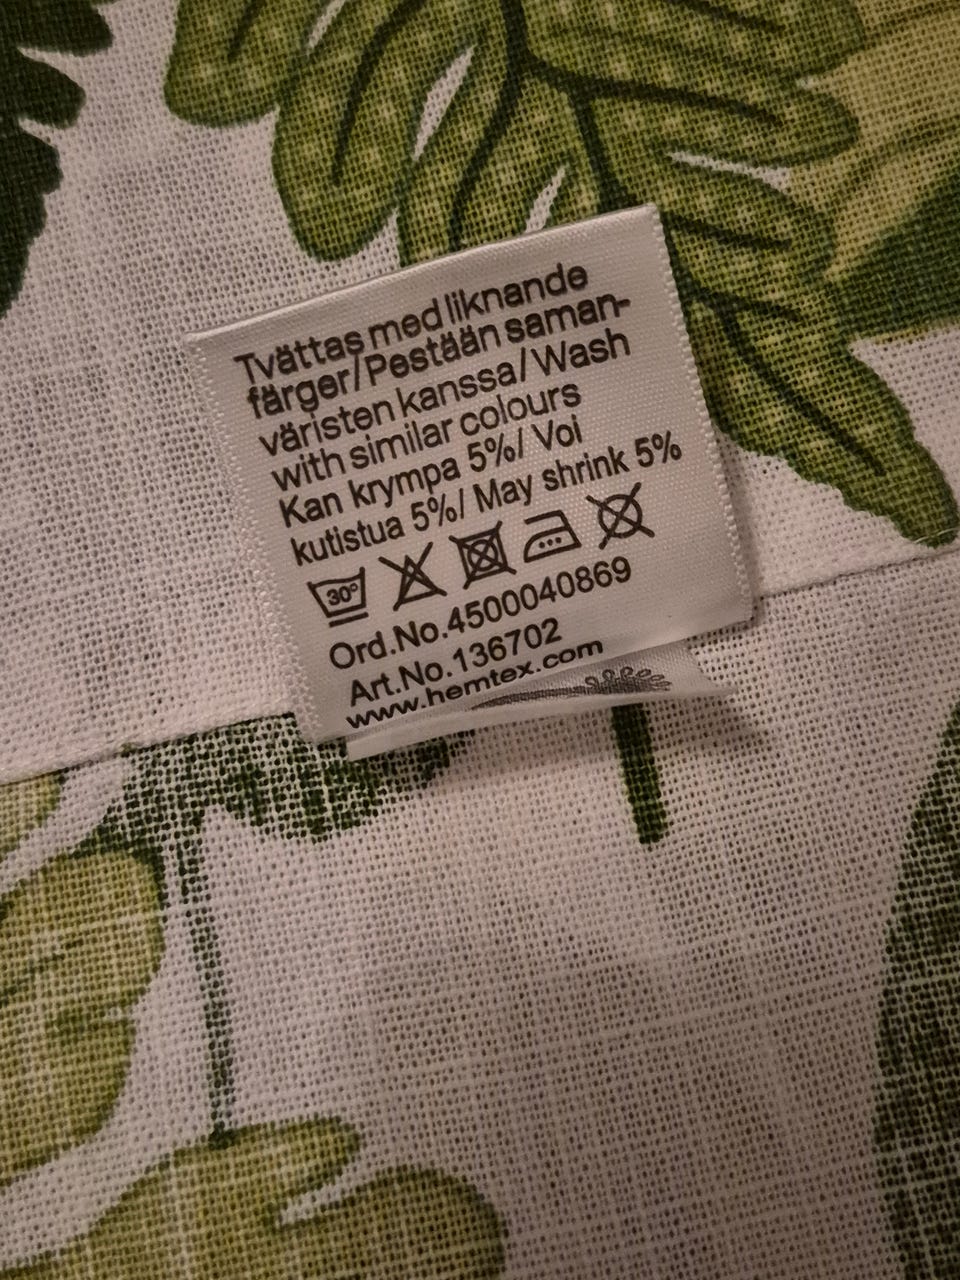 Tvättas med liknande
färger/Pestään saman-
väristen kanssa/Wash
with similar colours
Kan krympa 5%/ Voi
kutistua 5%/ May shrink 5%
30°
Ord.No.4500040869
Art.No.136702
www.hemtex.com